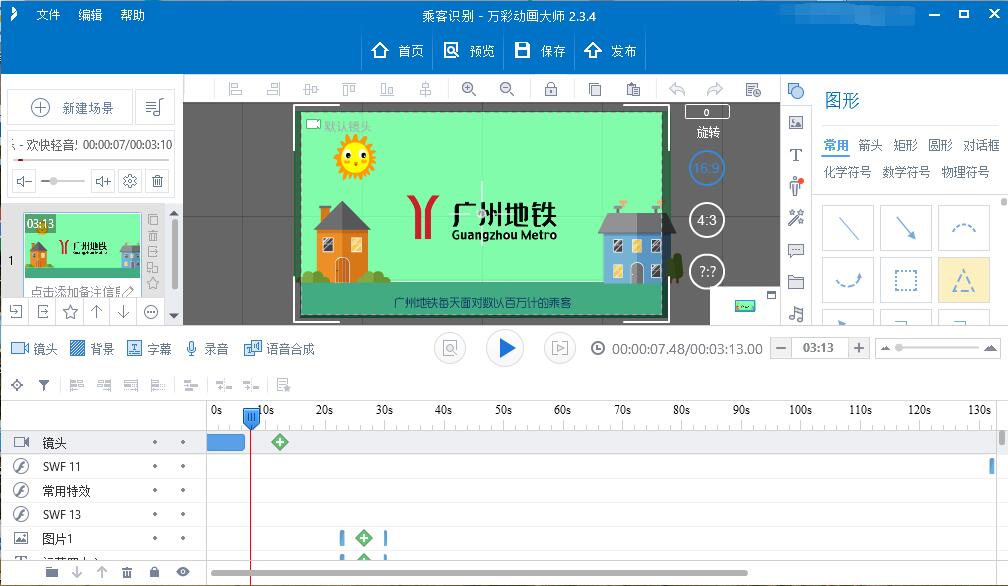 文件 编辑 帮助
乘客识别 - 万彩动画大师 2.3.4
首页 预览 保存 发布
新建场景
- 欢快轻音! 00:00:07/00:03:10
03:13
广州地铁
Guangzhou Metro
1
点击添加备注信息
默认镜头
广州地铁
Guangzhou Metro
广州地铁每天面对数以百万计的乘客
0
旋转
16:9
4:3
?:?
图形
常用 箭头 矩形 圆形 对话框
化学符号 数学符号 物理符号
镜头 背景 字幕 录音 语音合成
00:00:07.48/00:03:13.00
03:13
0s 10s 20s 30s 40s 50s 60s 70s 80s 90s 100s 110s 120s 130s
镜头
SWF 11
常用特效
SWF 13
图片1